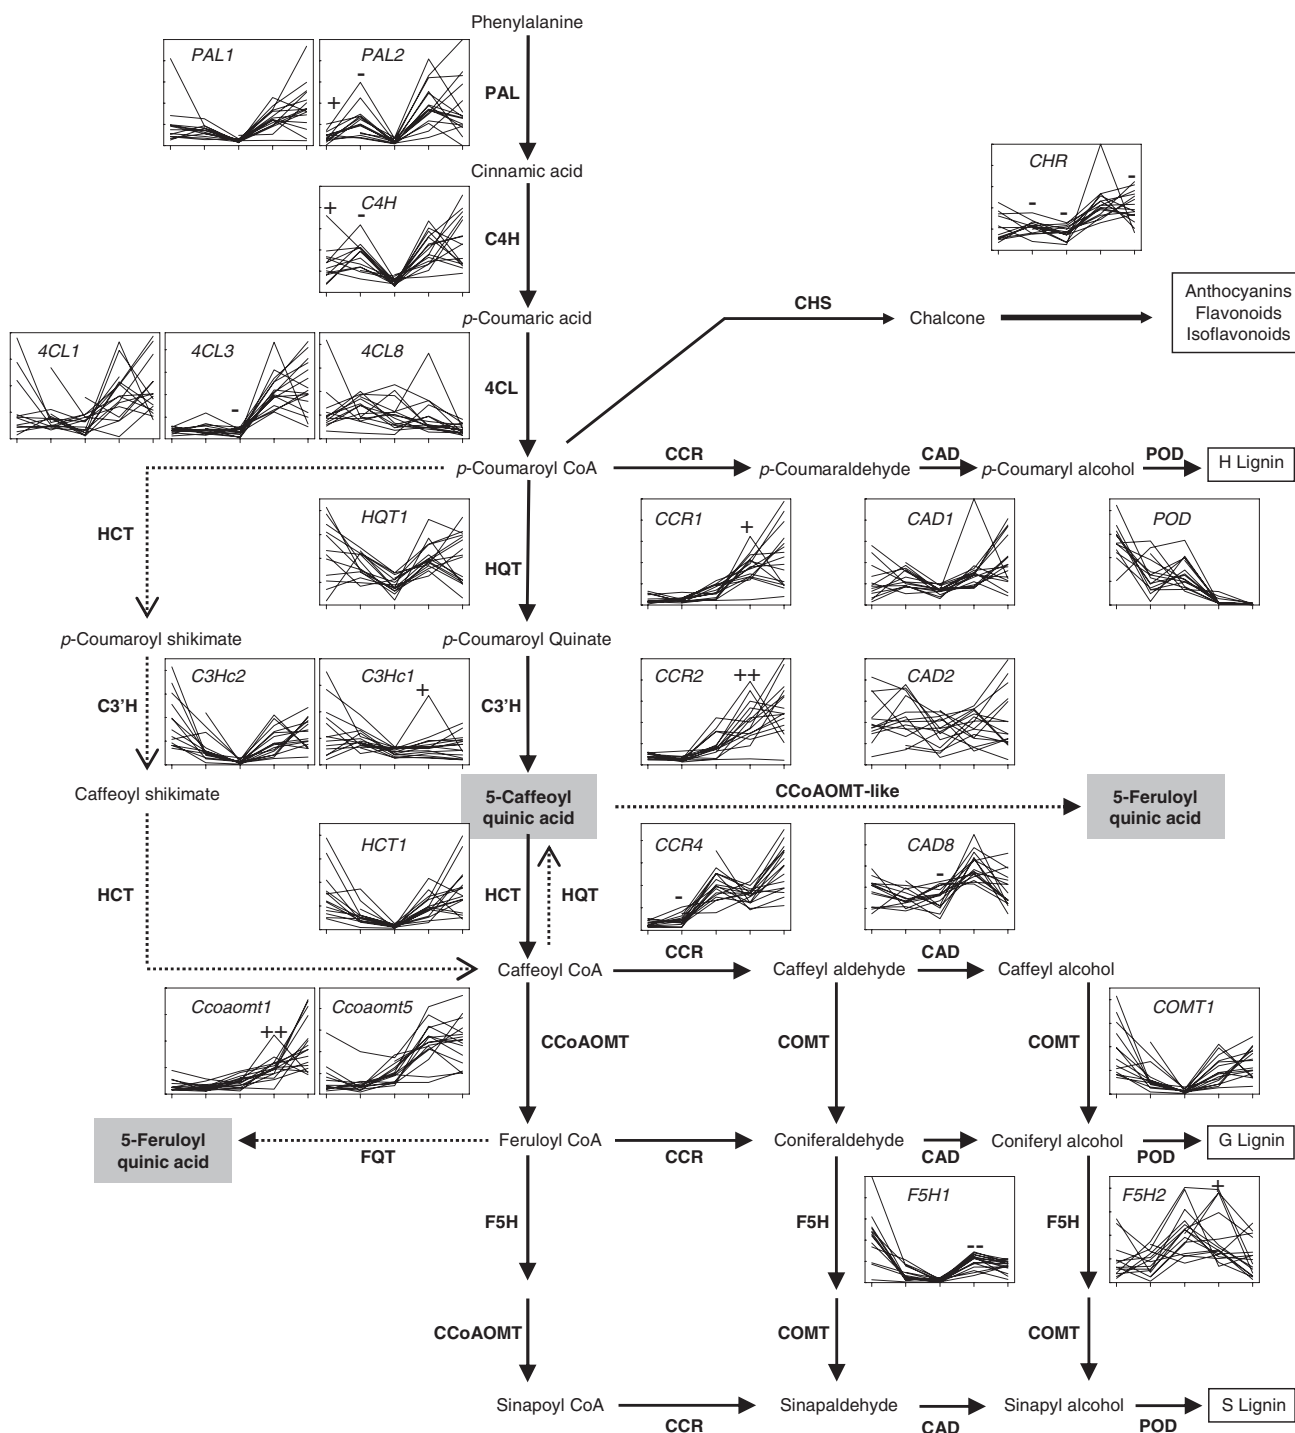 Phenylalanine
PAL1
PAL2
-
+
PAL
Cinnamic acid
CHR
-
-
-
C4H
+
-
C4H
p-Coumaric acid
CHS
Chalcone
Anthocyanins
Flavonoids
Isoflavonoids
4CL1
4CL3
-
4CL8
4CL
p-Coumaroyl CoA
CCR
p-Coumaraldehyde
CAD
p-Coumaryl alcohol
POD
H Lignin
HCT
HQT1
HQT
CCR1
+
CAD1
POD
p-Coumaroyl shikimate
p-Coumaroyl Quinate
C3'H
C3Hc2
C3Hc1
+
C3'H
CCR2
++
CAD2
Caffeoyl shikimate
5-Caffeoyl
quinic acid
CCoAOMT-like
5-Feruloyl
quinic acid
HCT
HCT1
HCT
HQT
CCR4
-
CAD8
-
Caffeoyl CoA
CCR
Caffeyl aldehyde
CAD
Caffeyl alcohol
Ccoaomt1
++
Ccoaomt5
CCoAOMT
COMT
COMT
COMT1
5-Feruloyl
quinic acid
FQT
Feruloyl CoA
CCR
Coniferaldehyde
CAD
Coniferyl alcohol
POD
G Lignin
F5H
F5H
F5H1
--
F5H
F5H2
+
CCoAOMT
COMT
COMT
Sinapoyl CoA
CCR
Sinapaldehyde
CAD
Sinapyl alcohol
POD
S Lignin